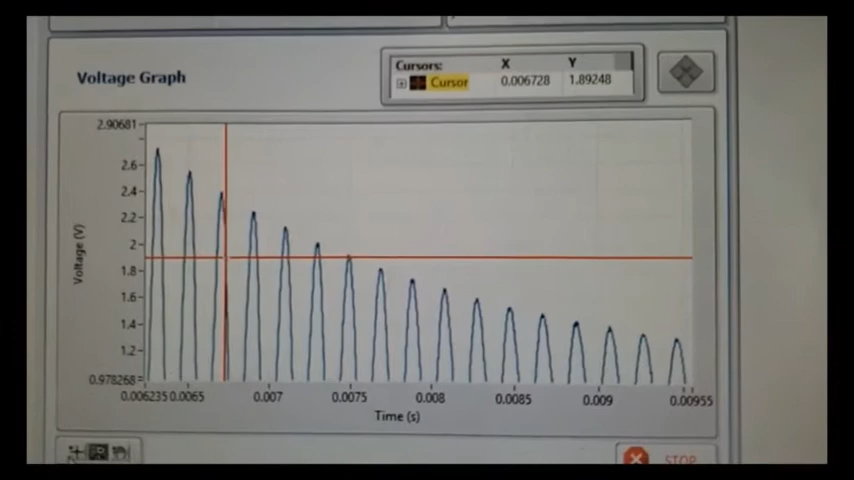 Cursors: X Y
Cursor 0.006728 1.89248
Voltage Graph
2.90681
2.6
2.4
2.2
2
1.8
1.6
1.4
1.2
0.978268
Voltage (V)
0.006235 0.0065 0.007 0.0075 0.008 0.0085 0.009 0.00955
Time (s)
STOP